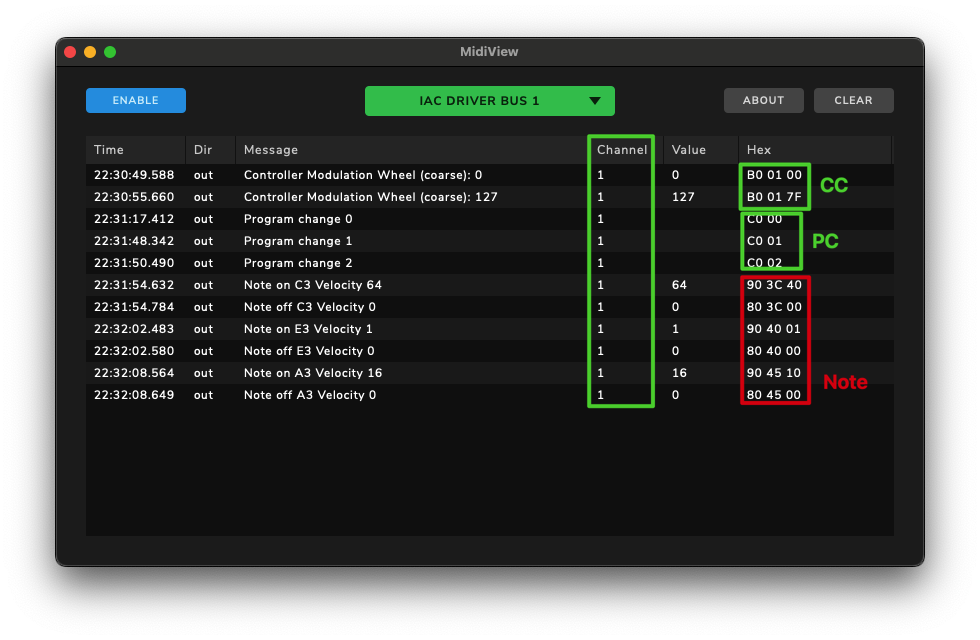 MidiView
ENABLE IAC DRIVER BUS 1 ABOUT CLEAR
Time Dir Message Channel Value Hex
22:30:49.588 out Controller Modulation Wheel (coarse): 0 1 0 B0 01 00
CC
22:30:55.660 out Controller Modulation Wheel (coarse): 127 1 127 B0 01 7F
22:31:17.412 out Program change 0 1 C0 00
22:31:48.342 out Program change 1 1 C0 01 PC
22:31:50.490 out Program change 2 1 C0 02
22:31:54.632 out Note on C3 Velocity 64 1 64 90 3C 40
22:31:54.784 out Note off C3 Velocity 0 1 0 80 3C 00
22:32:02.483 out Note on E3 Velocity 1 1 1 90 40 01
22:32:02.580 out Note off E3 Velocity 0 1 0 80 40 00
22:32:08.564 out Note on A3 Velocity 16 1 16 90 45 10
Note
22:32:08.649 out Note off A3 Velocity 0 1 0 80 45 00